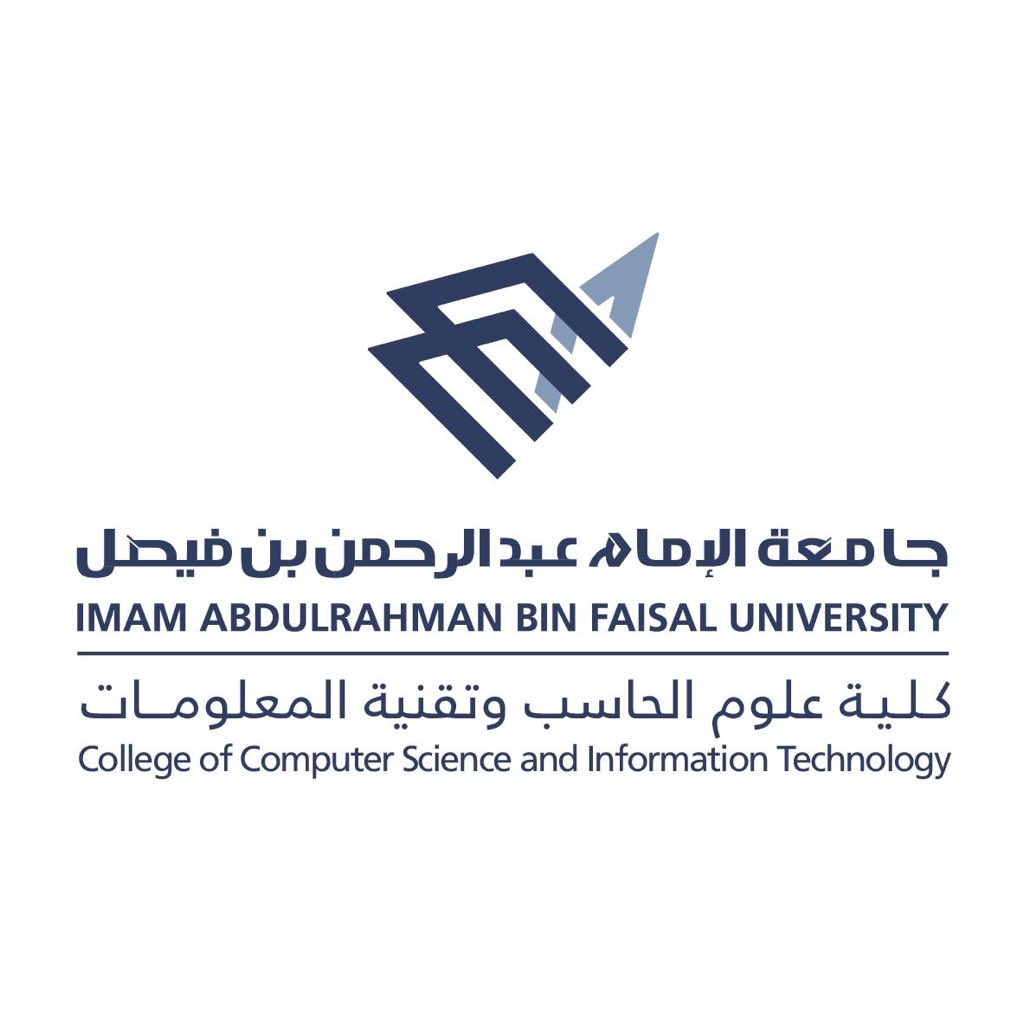 جامعة الإمام عبدالرحمن بن فيصل
IMAM ABDULRAHMAN BIN FAISAL UNIVERSITY
كلية علوم الحاسب وتقنية المعلومات
College of Computer Science and Information Technology